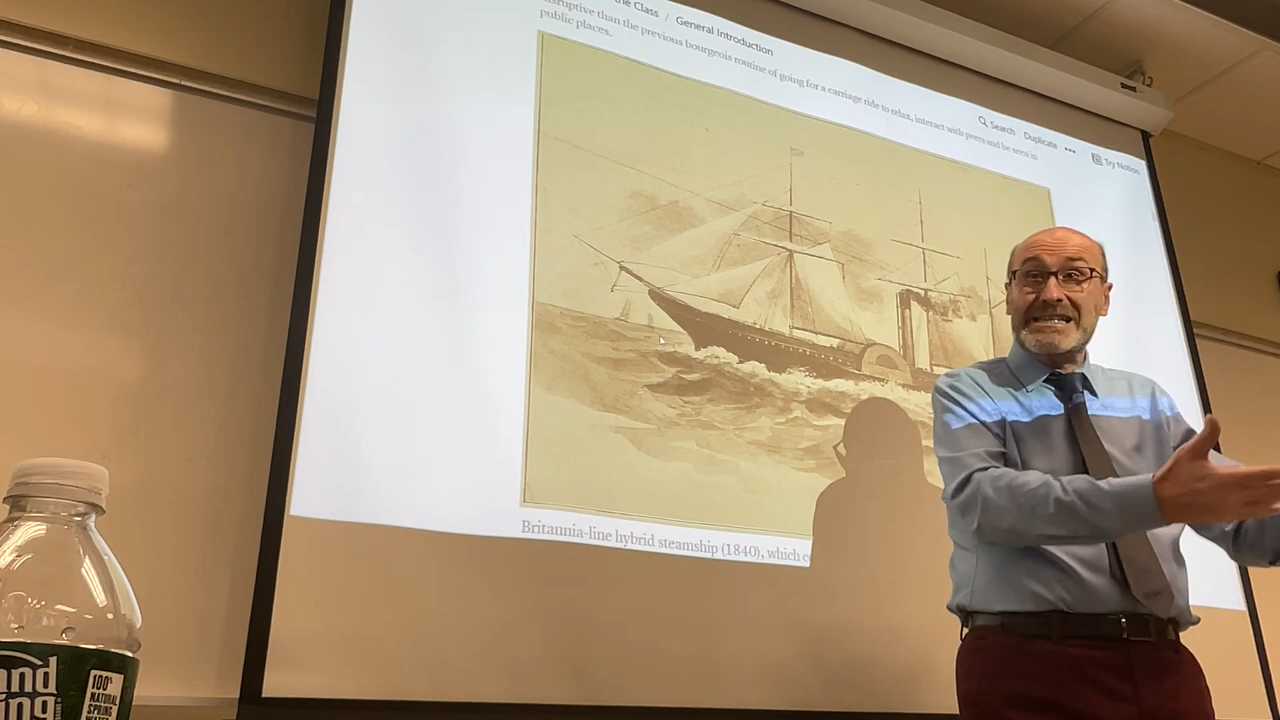 the Class / General Introduction
than the previous bourgeois routine of going for a carriage ride to relax, interact with peers and be seen in
public places.
Search Duplicate •••
Try Notion
Britannia-line hybrid steamship (1840), which
100%
NATURAL
SPRING
WATER